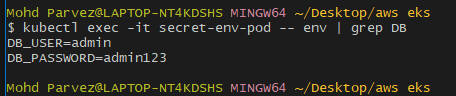 Mohd Parvez@LAPTOP-NT4KDSHS MINGW64 ~/Desktop/aws eks
$ kubectl exec -it secret-env-pod -- env | grep DB
DB_USER=admin
DB_PASSWORD=admin123
Mohd Parvez@LAPTOP-NT4KDSHS MINGW64 ~/Desktop/aws eks